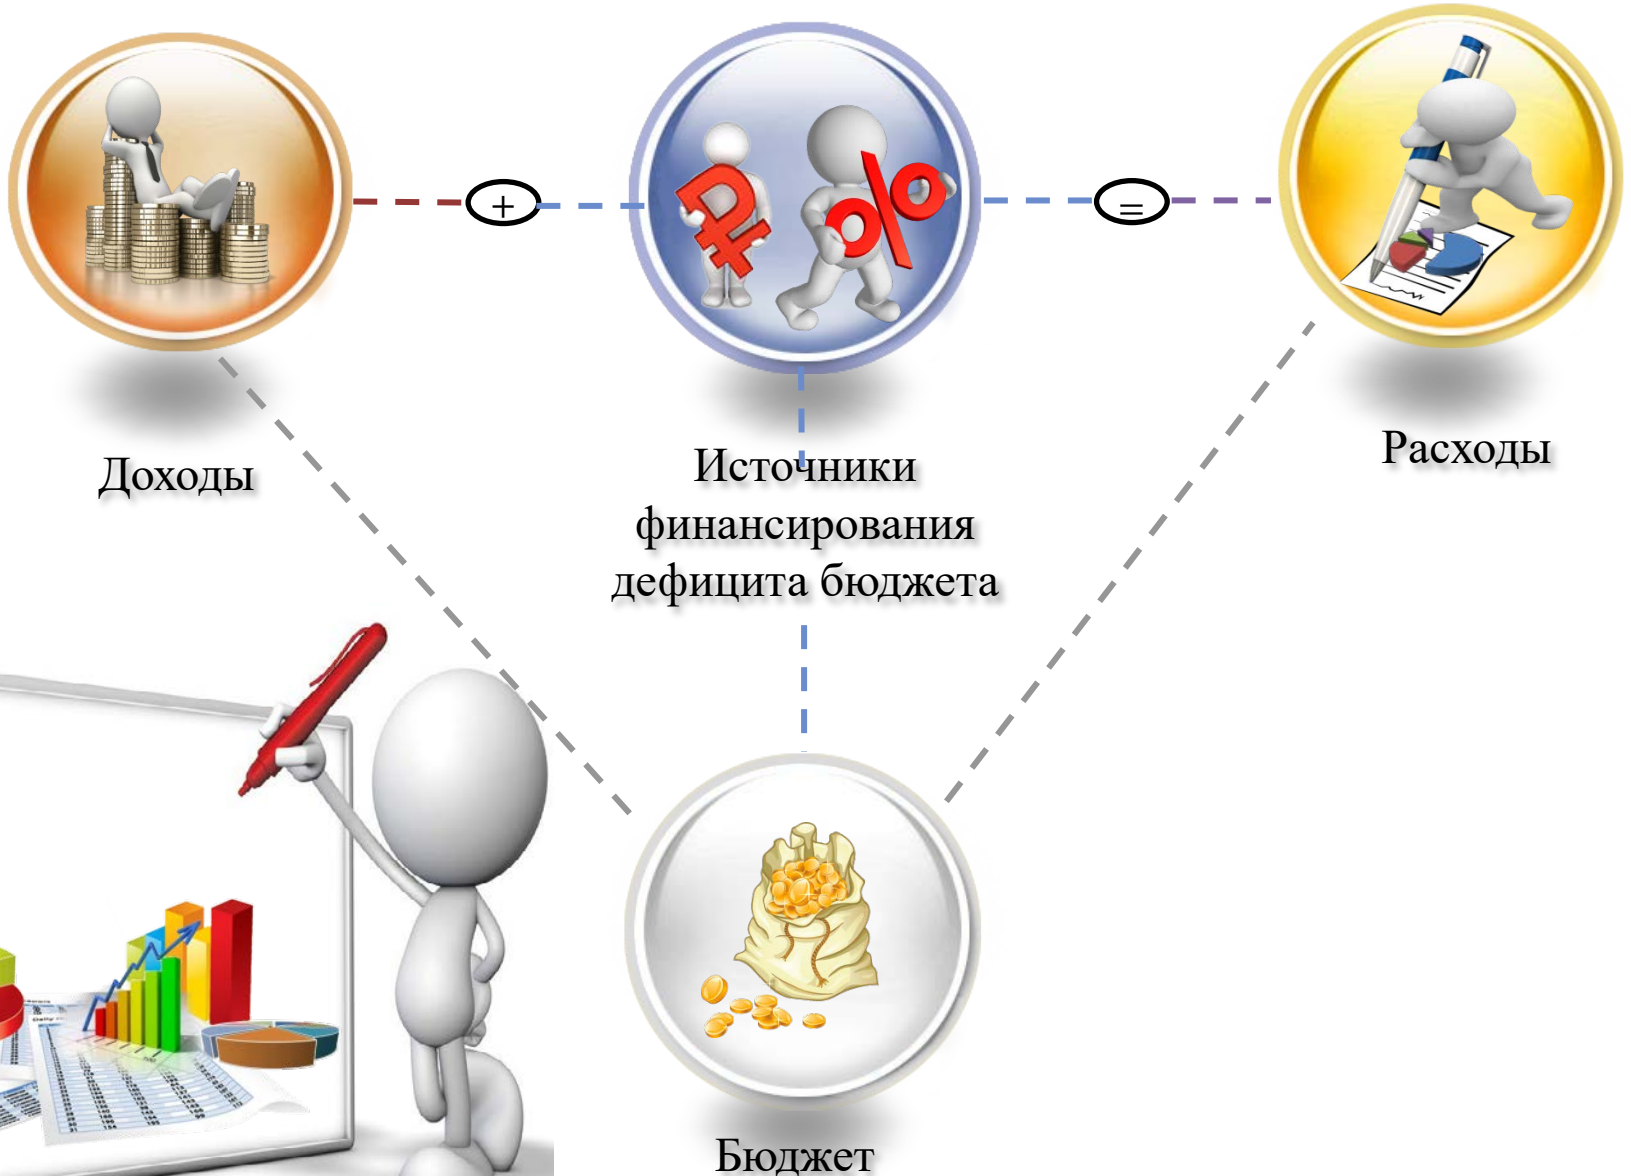 +
=
Доходы
Источники
финансирования
дефицита бюджета
Расходы
Бюджет